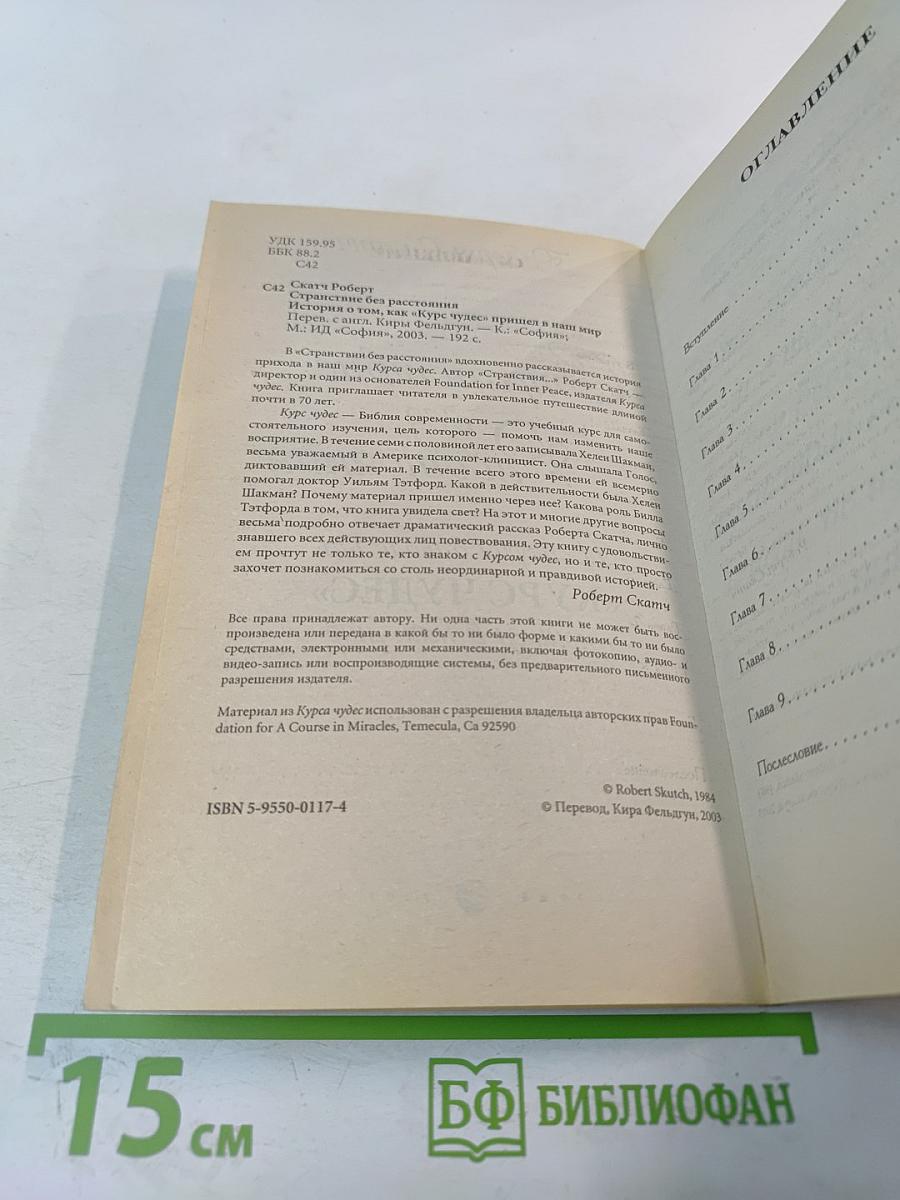 УДК 159.95
ББК 88.2
С42
С42 Скатч Роберт
Странствие без расстояния
История о том, как «Курс чудес» пришел в наш мир
Перев. с англ. Киры Фельдгун. — К.: «София»;
М.: ИД «София», 2003. — 192 с.
В «Странствии без расстояния» вдохновенно рассказывается история
прихода в наш мир Курса чудес. Автор «Странствия...» Роберт Скатч —
директор и один из основателей Foundation for Inner Peace, издателя Курса
чудес. Книга приглашает читателя в увлекательное путешествие длиной
почти в 70 лет.
Курс чудес — Библия современности — это учебный курс для само-
стоятельного изучения, цель которого — помочь нам изменить наше
восприятие. В течение семи с половиной лет его записывала Хелен Шакман,
весьма уважаемый в Америке психолог-клиницист. Она слышала Голос,
диктовавший ей материал. В течение всего этого времени ей всемерно
помогал доктор Уильям Тэтфорд. Какой в действительности была Хелен
Шакман? Почему материал пришел именно через нее? Какова роль Билла
Тэтфорда в том, что книга увидела свет? На этот и многие другие вопросы
весьма подробно отвечает драматический рассказ Роберта Скатча, лично
знавшего всех действующих лиц повествования. Эту книгу с удовольстви-
ем прочтут не только те, кто знаком с Курсом чудес, но и те, кто просто
захочет познакомиться со столь неординарной и правдивой историей.
Роберт Скатч
Все права принадлежат автору. Ни одна часть этой книги не может быть вос-
произведена или передана в какой бы то ни было форме и какими бы то ни было
средствами, электронными или механическими, включая фотокопию, аудио- и
видео-запись или воспроизводящие системы, без предварительного письменного
разрешения издателя.
Материал из Курса чудес использован с разрешения владельца авторских прав Foun-
dation for A Course in Miracles, Temecula, Ca 92590
© Robert Skutch, 1984
ISBN 5-9550-0117-4
© Перевод, Кира Фельдгун, 2003
ОГЛАВЛЕНИЕ
Вступление
Глава 1
Глава 2
Глава 3
Глава 4
Глава 5
Глава 6
Глава 7
Глава 8
Глава 9
Послесловие
15 см
БФ БИБЛИОФАН